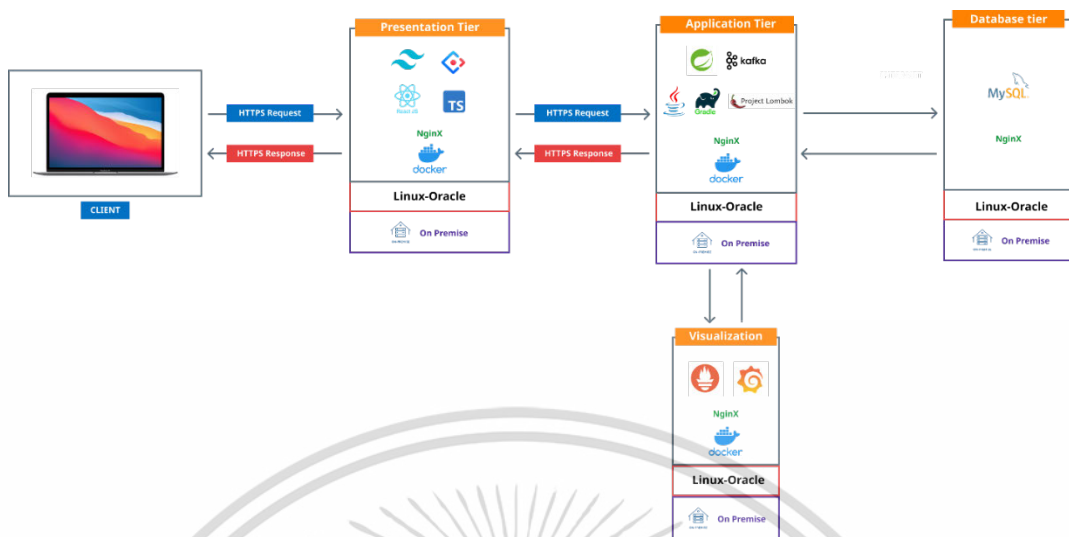 Presentation Tier
Application Tier
Database tier
kafka
React JS
TS
Gradle
Project Lombok
MySQL
HTTPS Request
HTTPS Request
NginX
NginX
NginX
HTTPS Response
HTTPS Response
docker
docker
Linux-Oracle
Linux-Oracle
Linux-Oracle
CLIENT
On Premise
On Premise
On Premise
Visualization
NginX
docker
Linux-Oracle
On Premise